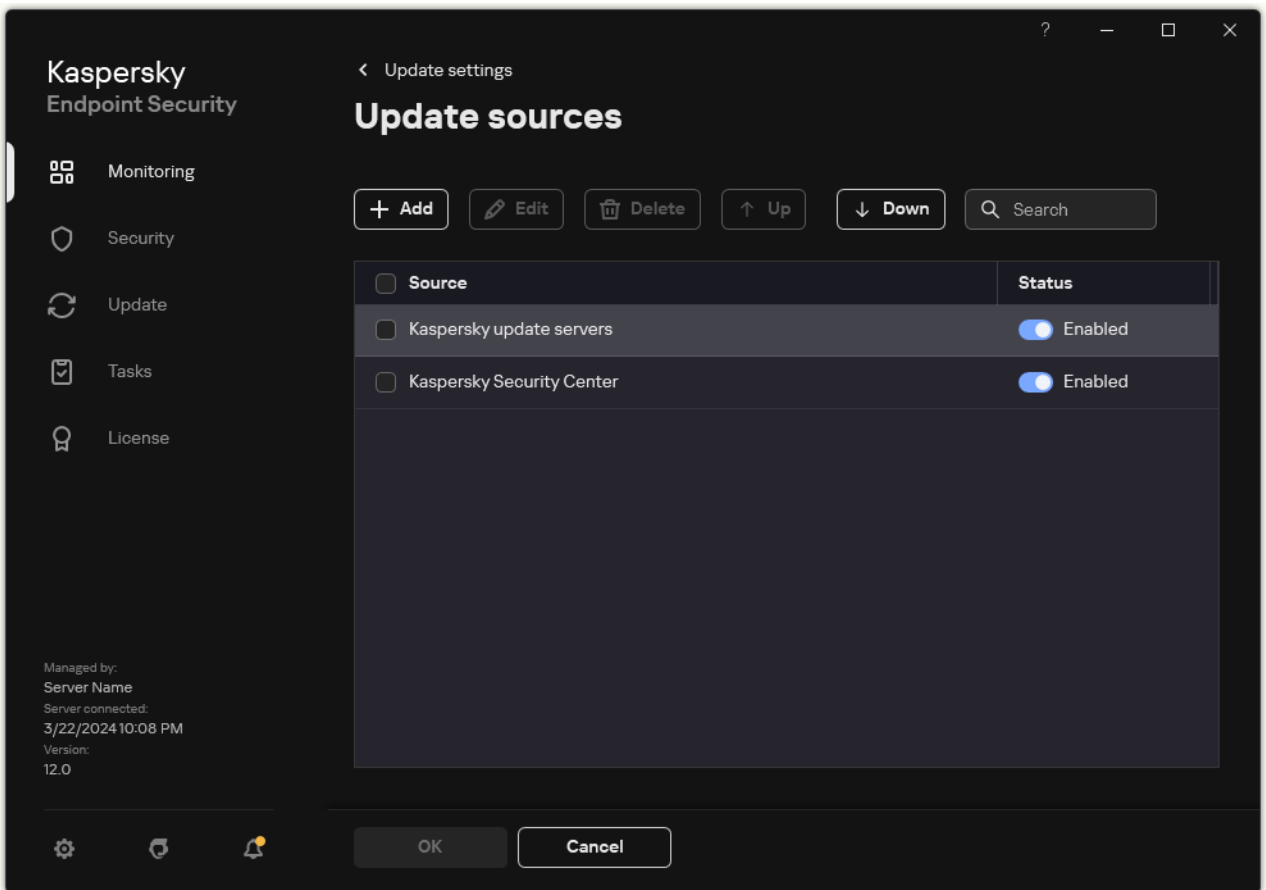 ?
Kaspersky
Endpoint Security
Monitoring
Security
Update
Tasks
License
Managed by:
Server Name
Server connected:
3/22/2024 10:08 PM
Version:
12.0
Update settings
Update sources
Add Edit Delete Up Down Search
Source Status
Kaspersky update servers Enabled
Kaspersky Security Center Enabled
OK Cancel